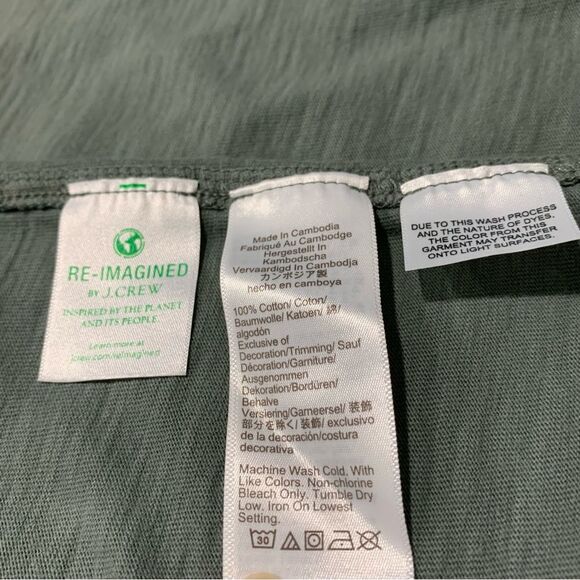 RE-IMAGINED
BY J.CREW
INSPIRED BY THE PLANET
AND ITS PEOPLE
Learn more at
jcrew.com/reimagined
Made In Cambodia
Fabriqué Au Cambodge
Hergestellt In
Kambodscha
Vervaardigd In Cambodja
カンボジア製
hecho en camboya
100% Cotton/ Coton/
Baumwolle/ Katoen/ 綿/
algodón
Exclusive of
Decoration/Trimming/ Sauf
Décoration/Garniture/
Ausgenommen
Dekoration/Bordüren/
Behalve
Versiering/Garneersel/ 装飾
部分を除く/ 装飾/ exclusivo
de la decoración/costura
decorativa
Machine Wash Cold. With
Like Colors. Non-chlorine
Bleach Only. Tumble Dry
Low. Iron On Lowest
Setting.
30
DUE TO THIS WASH PROCESS
AND THE NATURE OF DYES.
THE COLOR FROM THIS
GARMENT MAY TRANSFER
ONTO LIGHT SURFACES.